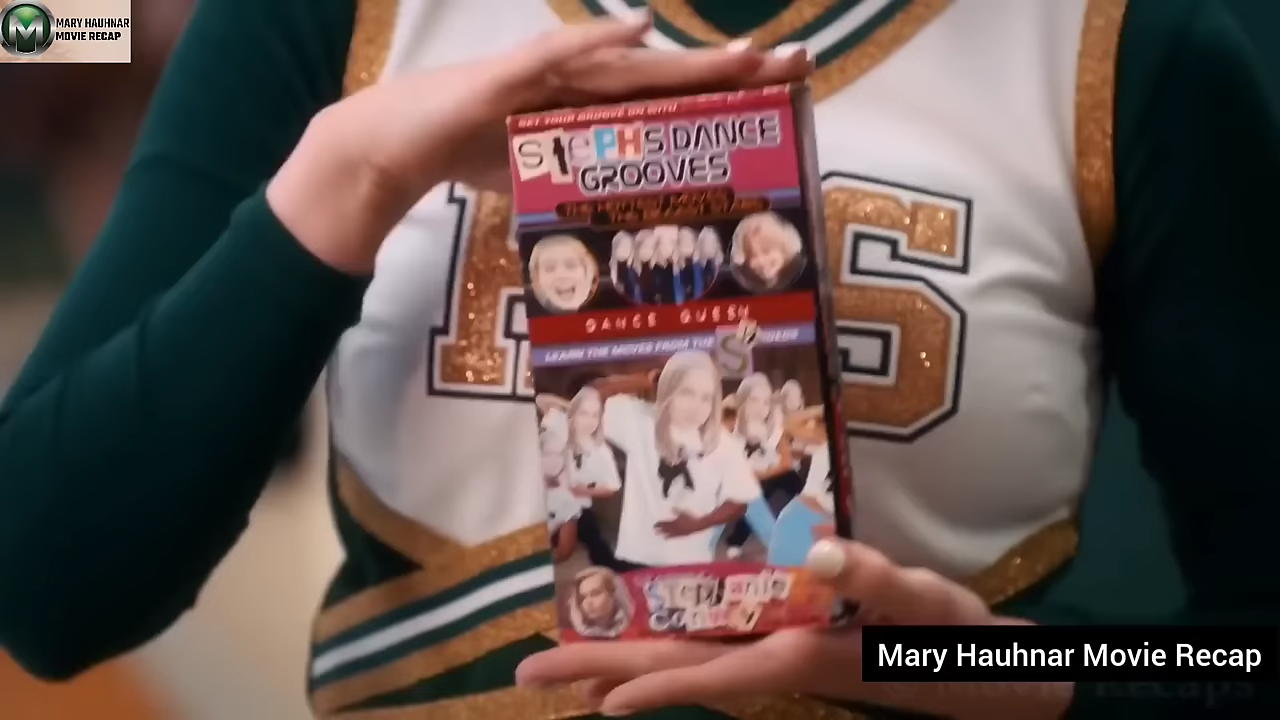 MARY HAUHNAR
MOVIE RECAP
GET YOUR GROOVE ON WITH
STEPHS DANCE
GROOVES
DANCE QUEEN
LEARN THE MOVES FROM THE
S
Mary Hauhnar Movie Recap